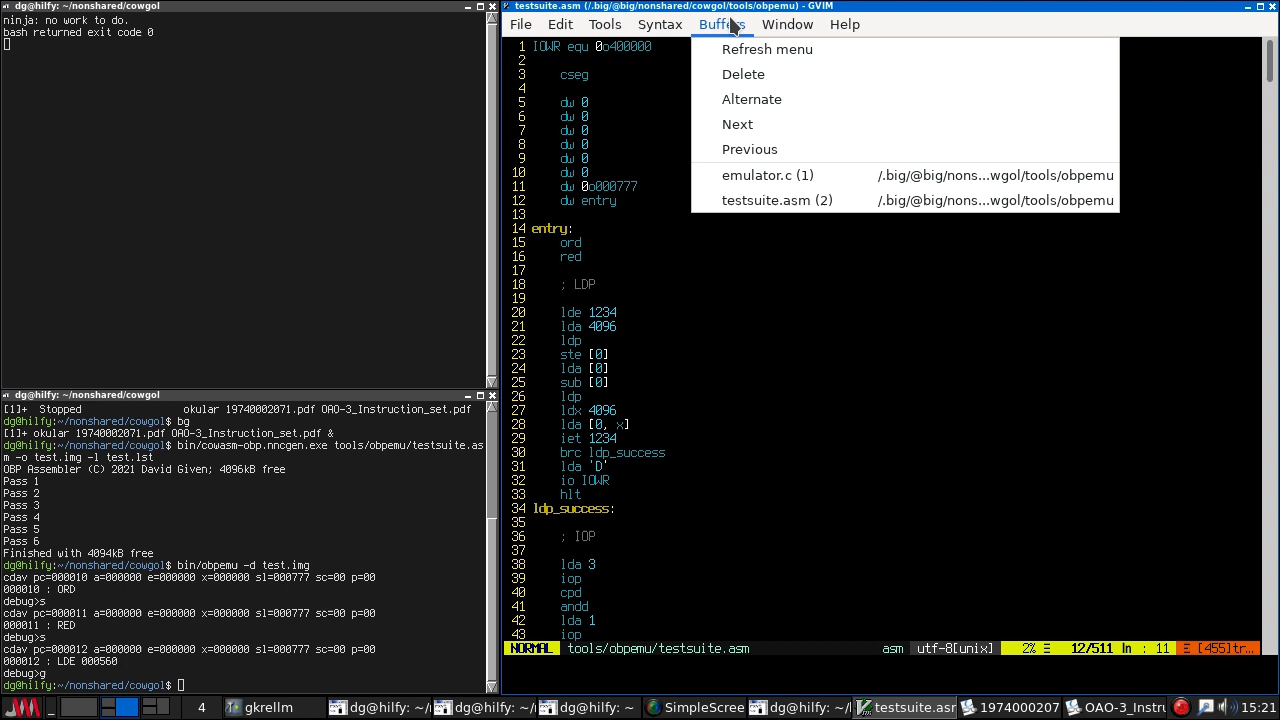 dg@hilfy: ~/nonshared/cowgol
ninja: no work to do.
bash returned exit code 0
dg@hilfy: ~/nonshared/cowgol
[1]+  Stopped                 okular 19740002071.pdf OAO-3_Instruction_set.pdf
dg@hilfy:~/nonshared/cowgol$ bg
[1]+ okular 19740002071.pdf OAO-3_Instruction_set.pdf &
dg@hilfy:~/nonshared/cowgol$ bin/cowasm-obp.nncgen.exe tools/obpemu/testsuite.as
m -o test.img -l test.lst
OBP Assembler (C) 2021 David Given; 4096kB free
Pass 1
Pass 2
Pass 3
Pass 4
Pass 5
Pass 6
Finished with 4094kB free
dg@hilfy:~/nonshared/cowgol$ bin/obpemu -d test.img
cdav pc=000010 a=000000 e=000000 x=000000 sl=000777 sc=00 p=00
000010 : ORD
debug>s
cdav pc=000011 a=000000 e=000000 x=000000 sl=000777 sc=00 p=00
000011 : RED
debug>s
cdav pc=000012 a=000000 e=000000 x=000000 sl=000777 sc=00 p=00
000012 : LDE 000560
debug>g
dg@hilfy:~/nonshared/cowgol$
testsuite.asm (/.big/@big/nonshared/cowgol/tools/obpemu) - GVIM
File Edit Tools Syntax Buffers Window Help
Refresh menu
Delete
Alternate
Next
Previous
emulator.c (1) /.big/@big/nons...wgol/tools/obpemu
testsuite.asm (2) /.big/@big/nons...wgol/tools/obpemu
1 IOWR equ 0o400000
2
3     cseg
4
5     dw 0
6     dw 0
7     dw 0
8     dw 0
9     dw 0
10     dw 0
11     dw 0o000777
12     dw entry
13
14 entry:
15     ord
16     red
17
18     ; LDP
19
20     lde 1234
21     lda 4096
22     ldp
23     ste [0]
24     lda [0]
25     sub [0]
26     ldp
27     ldx 4096
28     lda [0, x]
29     iet 1234
30     brc ldp_success
31     lda 'D'
32     io IOWR
33     hlt
34 ldp_success:
35
36     ; IOP
37
38     lda 3
39     iop
40     cpd
41     andd
42     lda 1
43     iop
NORMAL tools/obpemu/testsuite.asm asm utf-8[unix] 2% Ξ 12/511 ln : 11 Ξ [455]tr…
4 gkrellm dg@hilfy: ~/ dg@hilfy: ~/ dg@hilfy: ~ SimpleScree dg@hilfy: ~/ testsuite.asr 1974000207 OAO-3_Instru 15:21